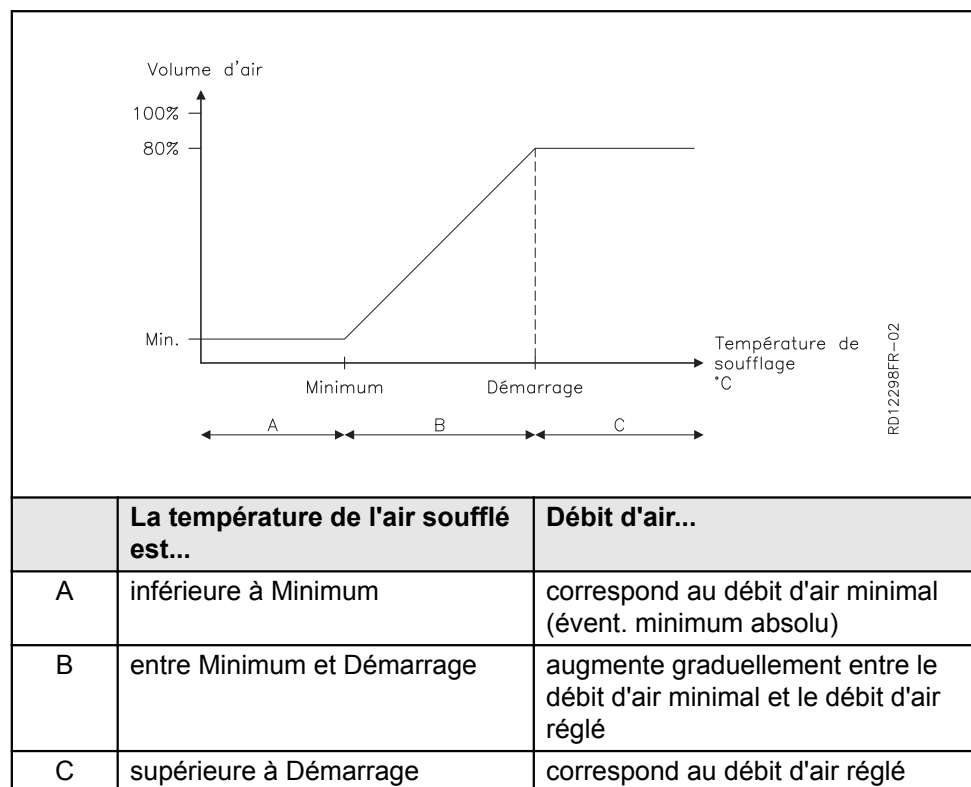 Volume d'air
100%
80%
Min.
Température de
soufflage
°C
Minimum
Démarrage
A
B
C
RD12298FR-02
La température de l'air soufflé
est...
Débit d'air...
A
inférieure à Minimum
correspond au débit d'air minimal
(évent. minimum absolu)
B
entre Minimum et Démarrage
augmente graduellement entre le
débit d'air minimal et le débit d'air
réglé
C
supérieure à Démarrage
correspond au débit d'air réglé